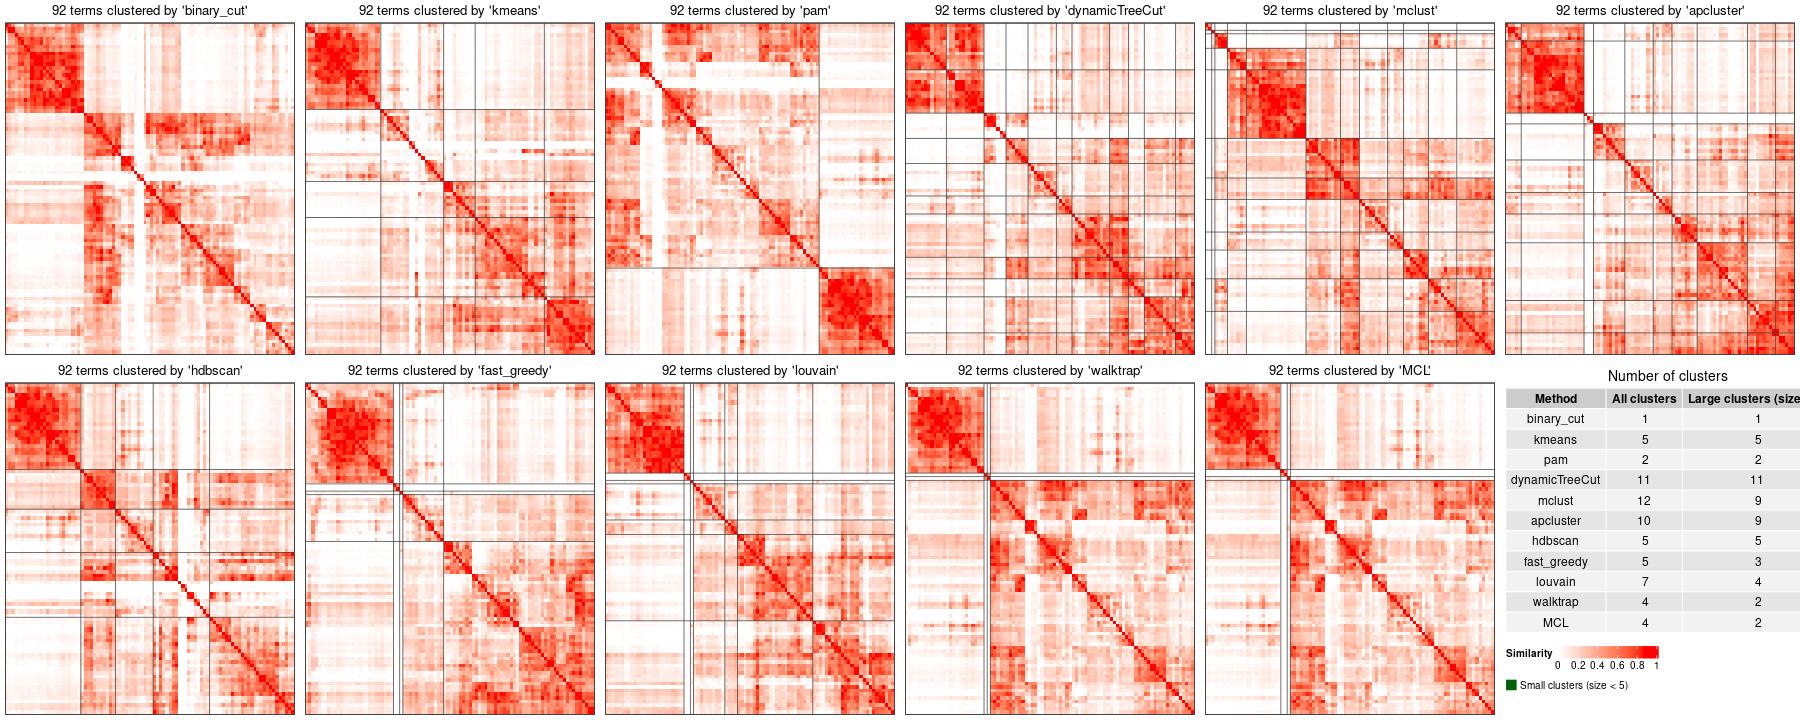 92 terms clustered by 'binary_cut'
92 terms clustered by 'kmeans'
92 terms clustered by 'pam'
92 terms clustered by 'dynamicTreeCut'
92 terms clustered by 'mclust'
92 terms clustered by 'apcluster'
92 terms clustered by 'hdbscan'
92 terms clustered by 'fast_greedy'
92 terms clustered by 'louvain'
92 terms clustered by 'walktrap'
92 terms clustered by 'MCL'
Number of clusters
Method All clusters Large clusters (size
binary_cut 1 1
kmeans 5 5
pam 2 2
dynamicTreeCut 11 11
mclust 12 9
apcluster 10 9
hdbscan 5 5
fast_greedy 5 3
louvain 7 4
walktrap 4 2
MCL 4 2
Similarity
0 0.2 0.4 0.6 0.8 1
Small clusters (size < 5)